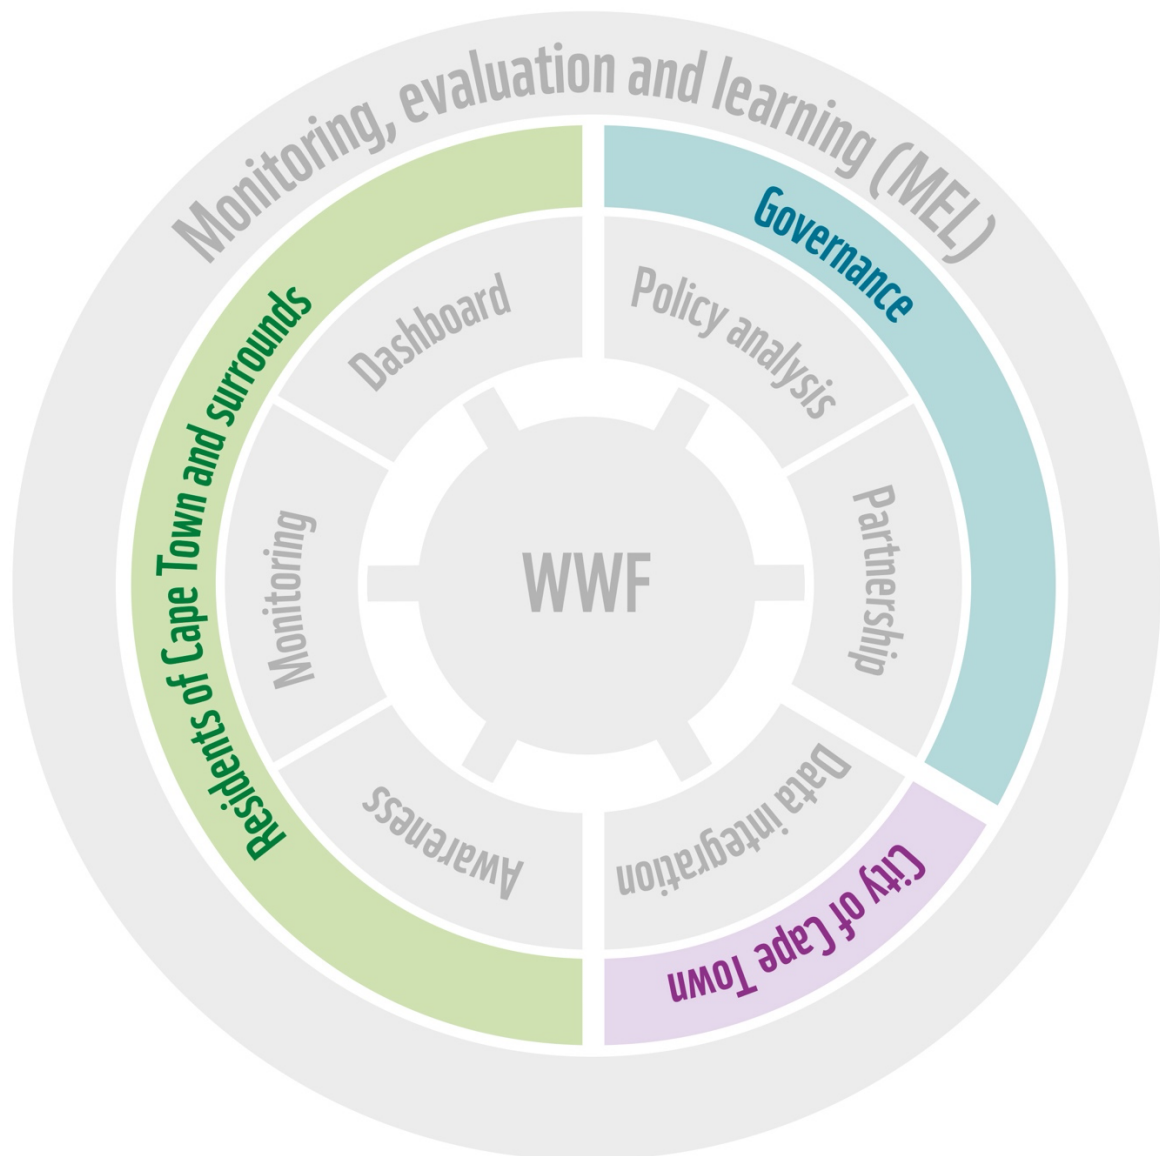 Monitoring, evaluation and learning (MEL)
Residents of Cape Town and surrounds
Governance
City of Cape Town
Dashboard
Policy analysis
Monitoring
Partnership
Awareness
Data integration
WWF